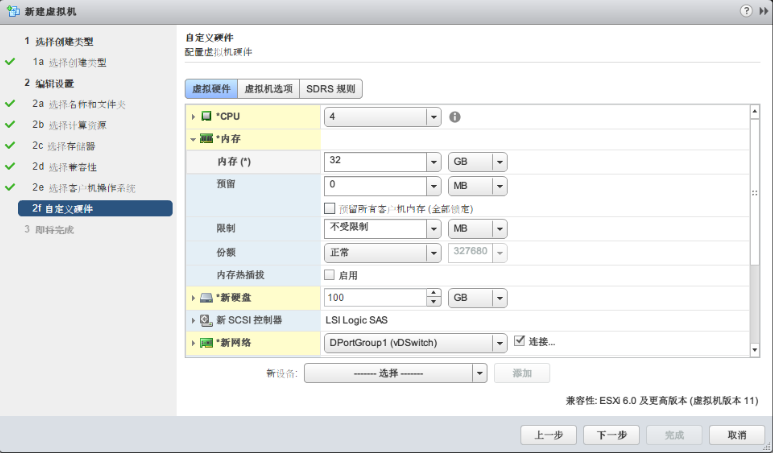 新建虚拟机
1 选择创建类型
1a 选择创建类型
2 编辑设置
2a 选择名称和文件夹
2b 选择计算资源
2c 选择存储器
2d 选择兼容性
2e 选择客户机操作系统
2f 自定义硬件
3 即将完成
自定义硬件
配置虚拟机硬件
虚拟硬件 虚拟机选项 SDRS 规则
*CPU 4
*内存
内存 (*) 32 GB
预留 0 MB
预留所有客户机内存 (全部锁定)
限制 不受限制 MB
份额 正常 327680
内存热插拔 启用
*新硬盘 100 GB
新 SCSI 控制器 LSI Logic SAS
*新网络 DPortGroup1 (vDSwitch) 连接...
新设备: ------- 选择 ------- 添加
兼容性: ESXi 6.0 及更高版本 (虚拟机版本 11)
上一步 下一步 完成 取消